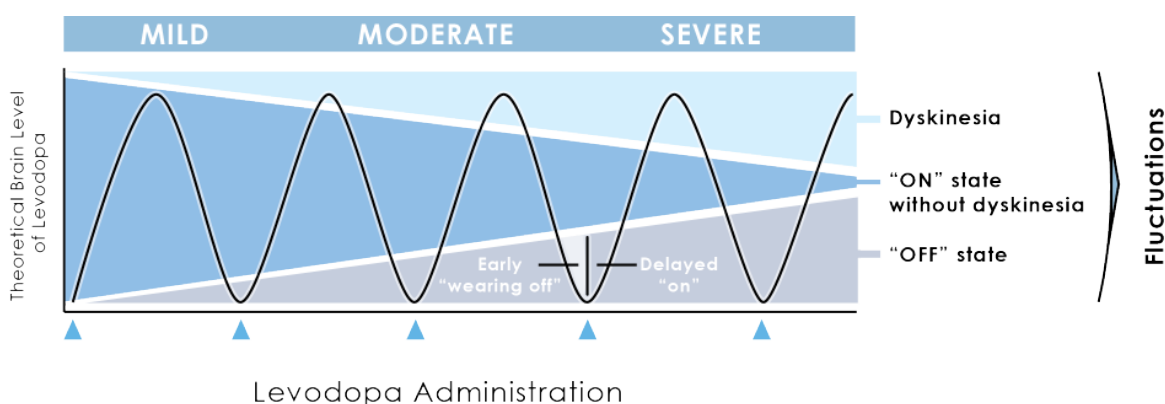 MILD MODERATE SEVERE
Theoretical Brain Level
of Levodopa
Dyskinesia
“ON” state
without dyskinesia
“OFF” state
Early
“wearing off”
Delayed
“on”
Fluctuations
Levodopa Administration